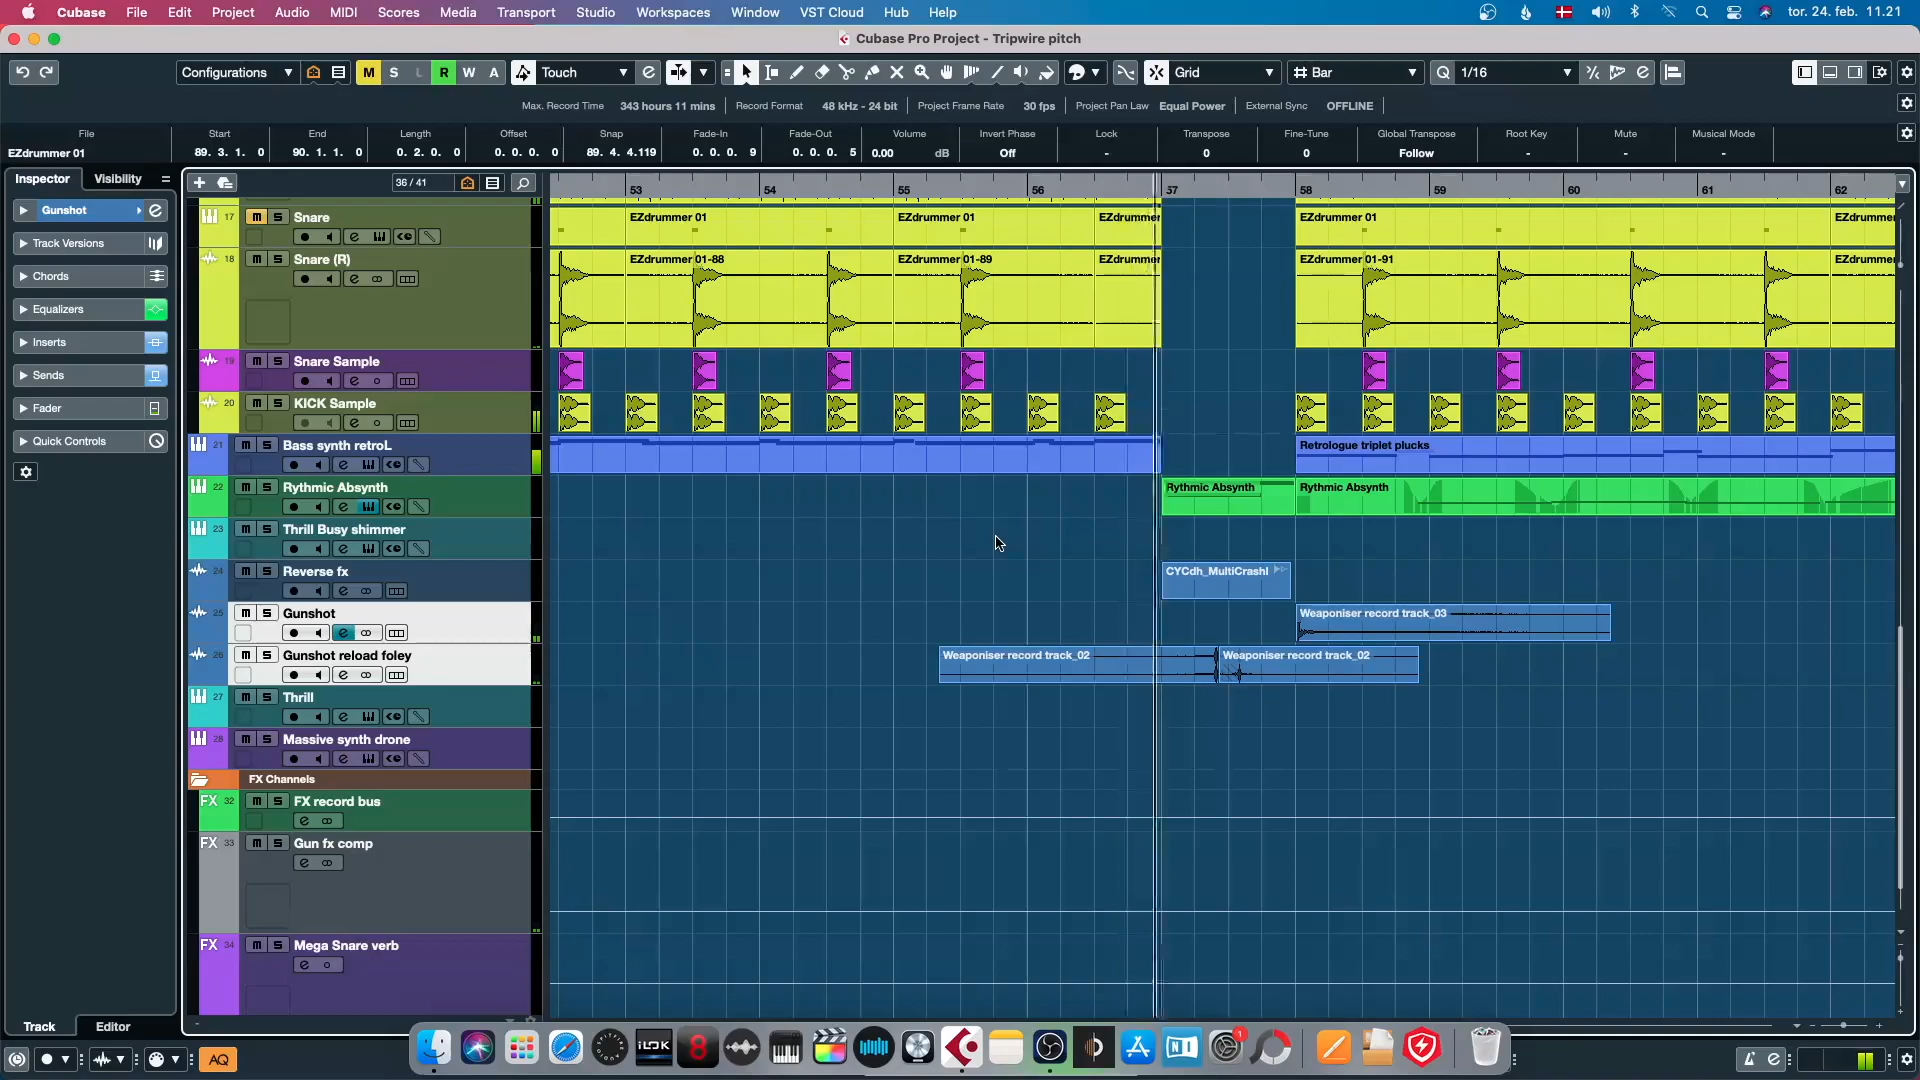 Cubase File Edit Project Audio MIDI Scores Media Transport Studio Workspaces Window VST Cloud Hub Help tor. 24. feb. 11.21
Cubase Pro Project - Tripwire pitch
Configurations M S L R W A Touch Grid Bar Q 1/16
Max. Record Time 343 hours 11 mins Record Format 48 kHz - 24 bit Project Frame Rate 30 fps Project Pan Law Equal Power External Sync OFFLINE
File Start End Length Offset Snap Fade-In Fade-Out Volume Invert Phase Lock Transpose Fine-Tune Global Transpose Root Key Mute Musical Mode
EZdrummer 01 89. 3. 1. 0 90. 1. 1. 0 0. 2. 0. 0 0. 0. 0. 0 89. 4. 4.119 0. 0. 0. 9 0. 0. 0. 5 0.00 dB Off - 0 0 Follow - - -
Inspector Visibility
36 / 41
53 54 55 56 57 58 59 60 61 62
Gunshot
Track Versions
Chords
Equalizers
Inserts
Sends
Fader
Quick Controls
17 m S Snare
EZdrummer 01 EZdrummer 01 EZdrummer EZdrummer 01 EZdrummer
18 m S Snare (R)
EZdrummer 01-88 EZdrummer 01-89 EZdrummer EZdrummer 01-91 EZdrummer
19 m S Snare Sample
20 m S KICK Sample
21 m S Bass synth retroL
Retrologue triplet plucks
22 m S Rythmic Absynth
Rythmic Absynth Rythmic Absynth
23 m S Thrill Busy shimmer
24 m S Reverse fx
CYCdh_MultiCrashI
25 m S Gunshot
Weaponiser record track_03
26 m S Gunshot reload foley
Weaponiser record track_02 Weaponiser record track_02
27 m S Thrill
28 m S Massive synth drone
FX Channels
FX 32 m S FX record bus
FX 33 m S Gun fx comp
FX 34 m S Mega Snare verb
Track Editor
AQ
iLOK 8 1